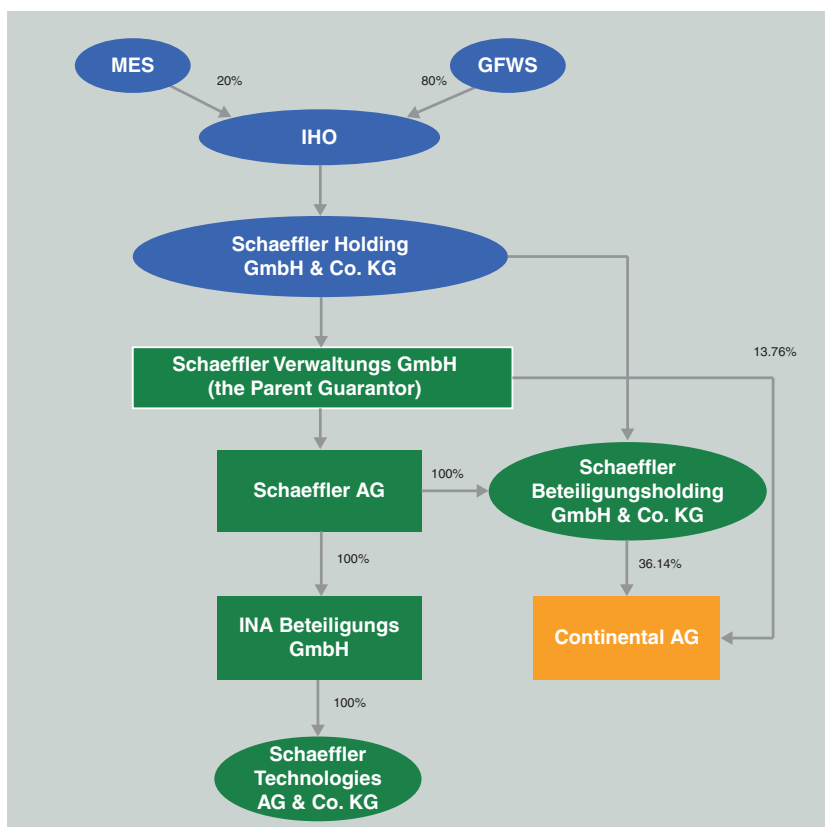 MES
GFWS
20%
80%
IHO
Schaeffler Holding
GmbH & Co. KG
13.76%
Schaeffler Verwaltungs GmbH
(the Parent Guarantor)
Schaeffler AG
100%
Schaeffler
Beteiligungsholding
GmbH & Co. KG
100%
36.14%
INA Beteiligungs
GmbH
Continental AG
100%
Schaeffler
Technologies
AG & Co. KG